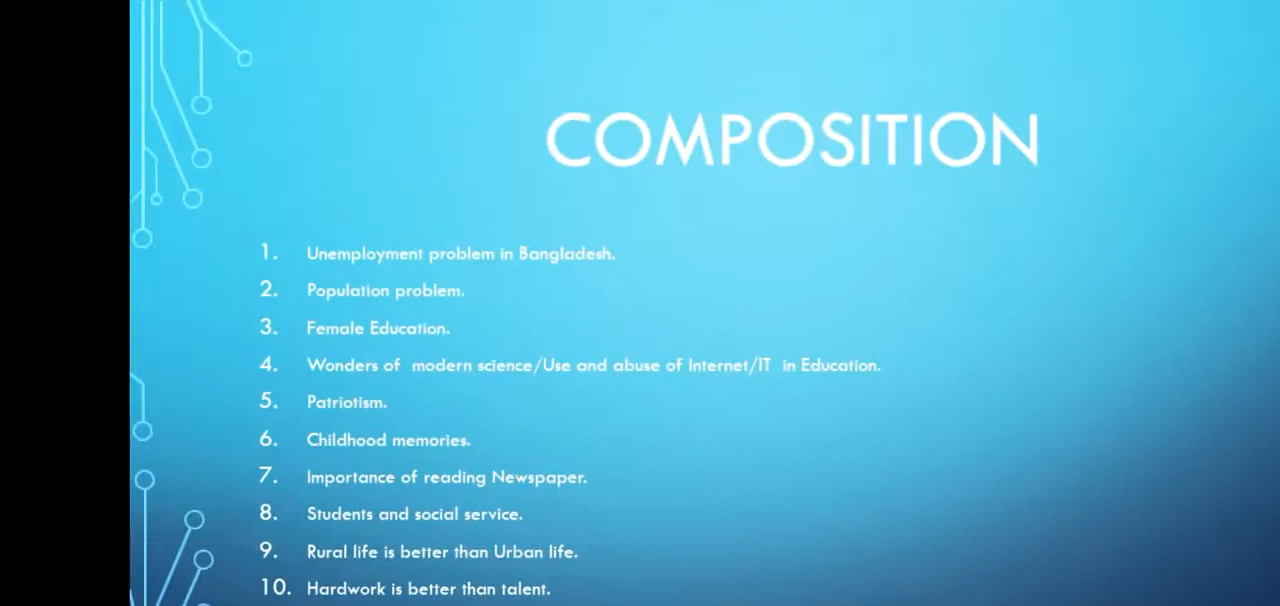 COMPOSITION
1. Unemployment problem in Bangladesh.
2. Population problem.
3. Female Education.
4. Wonders of modern science/Use and abuse of Internet/IT in Education.
5. Patriotism.
6. Childhood memories.
7. Importance of reading Newspaper.
8. Students and social service.
9. Rural life is better than Urban life.
10. Hardwork is better than talent.